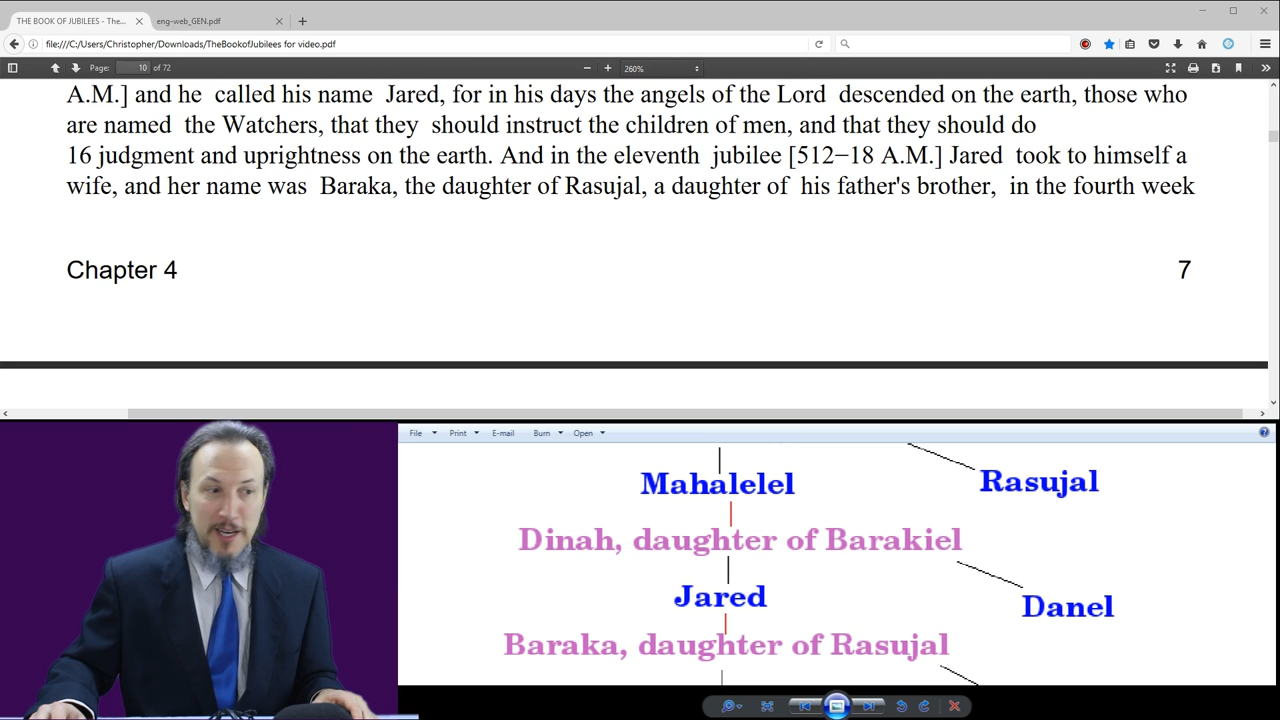 THE BOOK OF JUBILEES - The...
eng-web_GEN.pdf
file:///C:/Users/Christopher/Downloads/TheBookofJubilees for video.pdf
Page: 10 of 72
260%
A.M.] and he called his name Jared, for in his days the angels of the Lord descended on the earth, those who
are named the Watchers, that they should instruct the children of men, and that they should do
16 judgment and uprightness on the earth. And in the eleventh jubilee [512−18 A.M.] Jared took to himself a
wife, and her name was Baraka, the daughter of Rasujal, a daughter of his father's brother, in the fourth week
Chapter 4 7
File Print E-mail Burn Open
Mahalelel
Rasujal
Dinah, daughter of Barakiel
Jared
Danel
Baraka, daughter of Rasujal